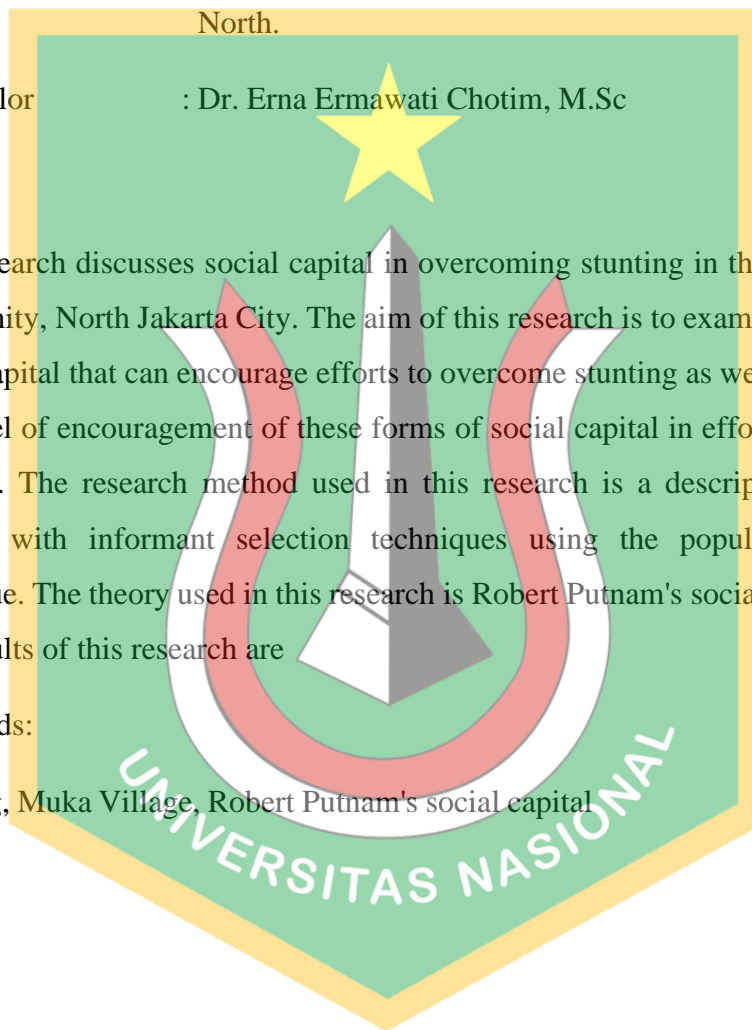 North.
lor : Dr. Erna Ermawati Chotim, M.Sc
earch discusses social capital in overcoming stunting in th
nity, North Jakarta City. The aim of this research is to exam
apital that can encourage efforts to overcome stunting as we
el of encouragement of these forms of social capital in effo
. The research method used in this research is a descrip
with informant selection techniques using the popul
ue. The theory used in this research is Robert Putnam's social
ults of this research are
ds:
g, Muka Village, Robert Putnam's social capital
UNIVERSITAS NASIONAL